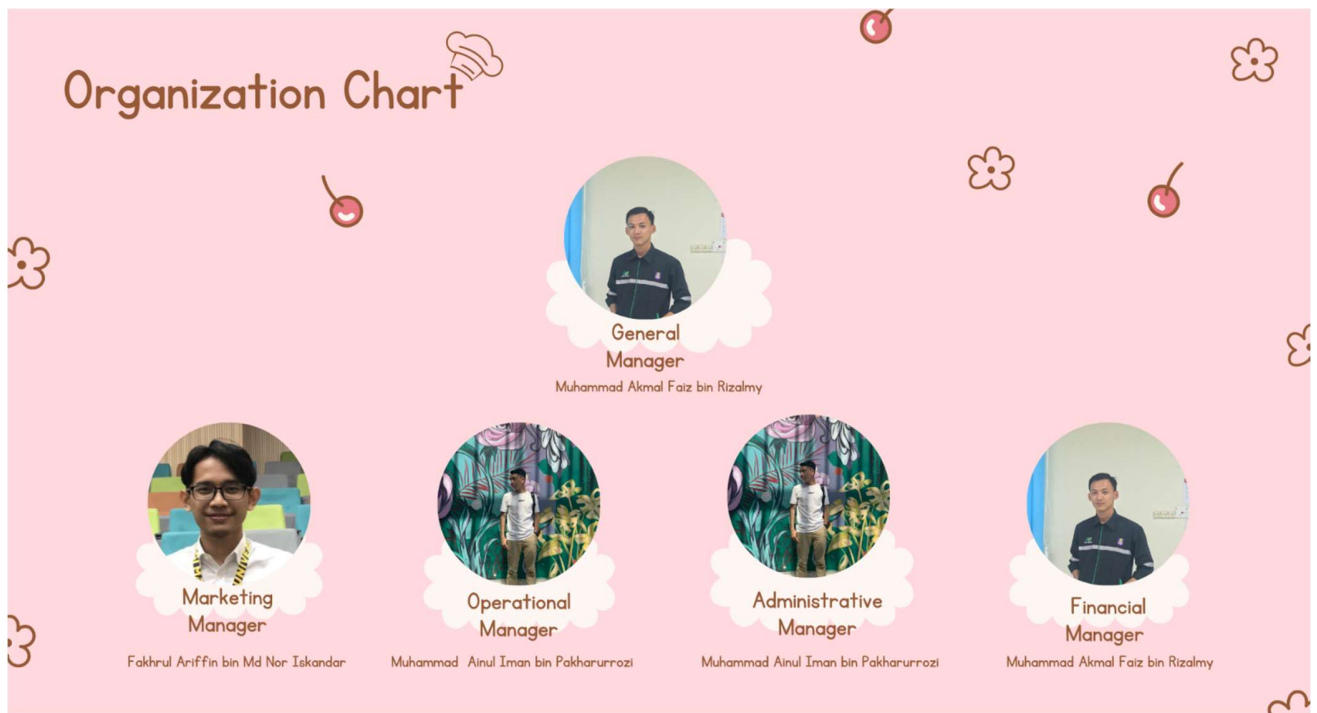 Organization Chart
General
Manager
Muhammad Akmal Faiz bin Rizalmy
Marketing
Manager
Fakhrul Ariffin bin Md Nor Iskandar
Operational
Manager
Muhammad Ainul Iman bin Pakharurrozi
Administrative
Manager
Muhammad Ainul Iman bin Pakharurrozi
Financial
Manager
Muhammad Akmal Faiz bin Rizalmy